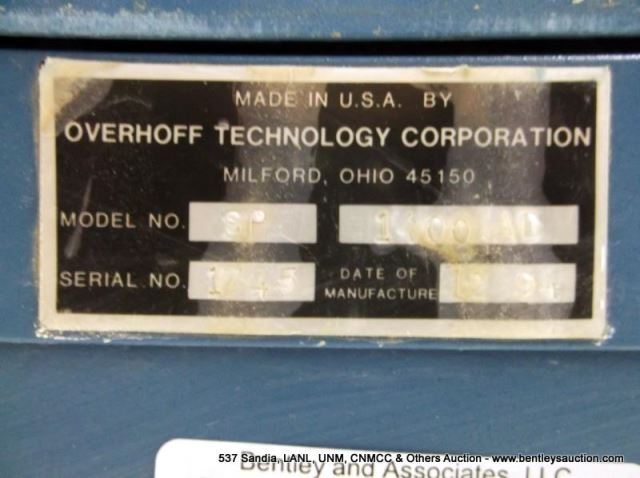 MADE IN U.S.A. BY
OVERHOFF TECHNOLOGY CORPORATION
MILFORD, OHIO 45150
MODEL NO.
SERIAL NO. DATE OF
MANUFACTURE
Bentley and Associates, LLC
537 Sandia, LANL, UNM, CNMCC & Others Auction - www.bentleysauction.com